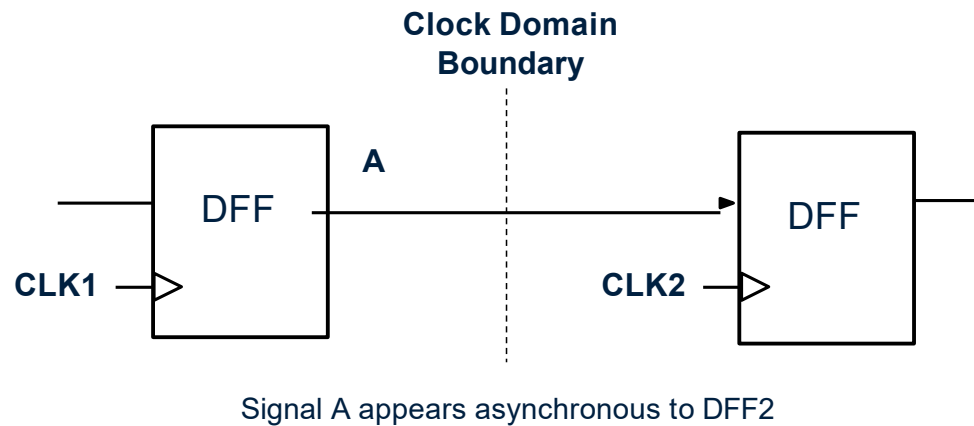 Clock Domain
Boundary
A
DFF
DFF
CLK1
CLK2
Signal A appears asynchronous to DFF2